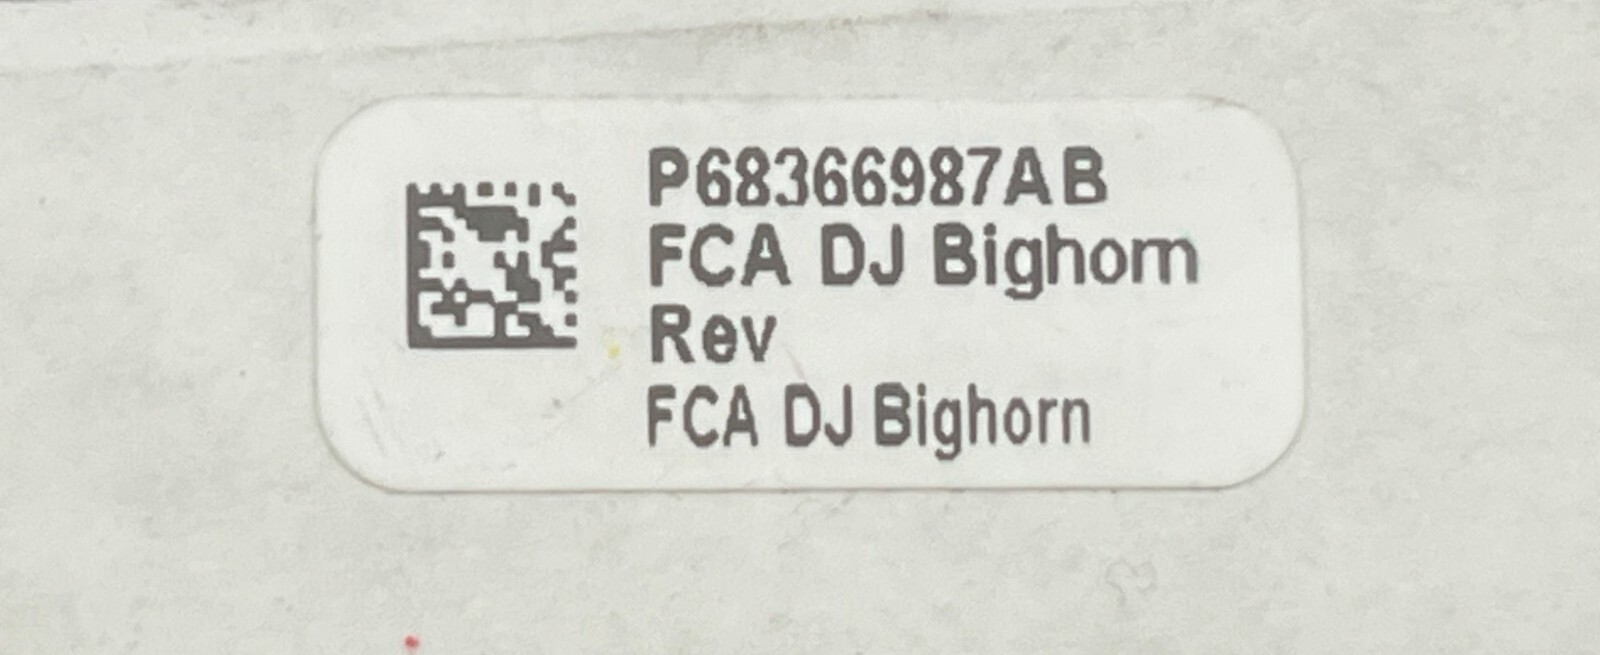 P68366987AB
FCA DJ Bighorn
Rev
FCA DJ Bighorn